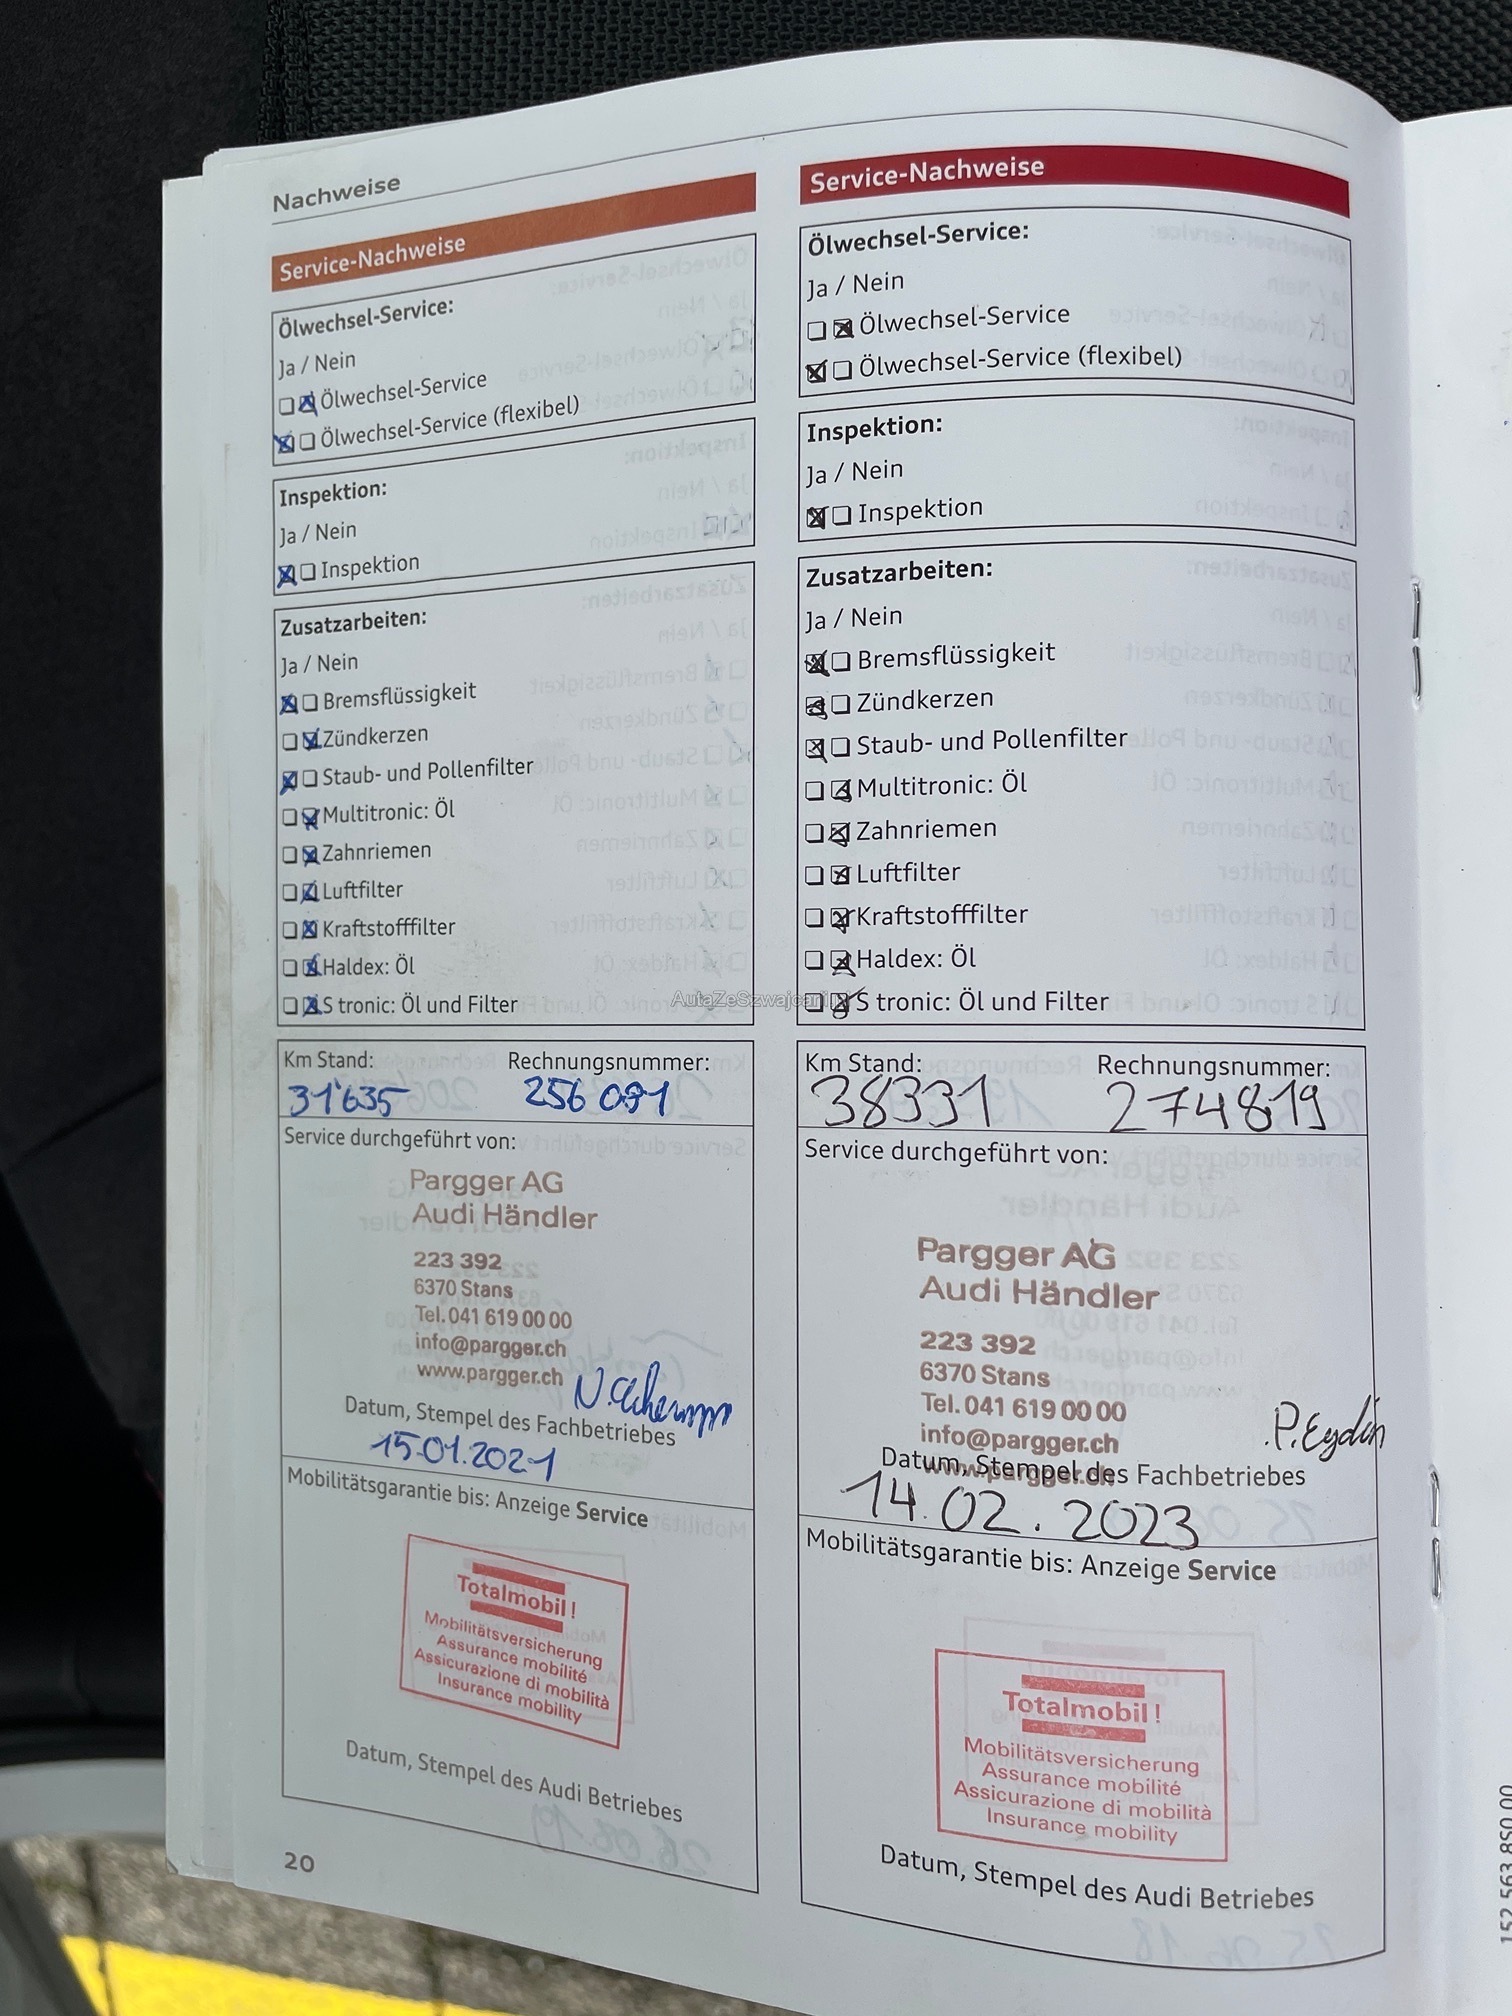 Nachweise
Service-Nachweise
Ölwechsel-Service:
Ja / Nein
Ölwechsel-Service
Ölwechsel-Service (flexibel)
Inspektion:
Ja / Nein
Inspektion
Zusatzarbeiten:
Ja / Nein
Bremsflüssigkeit
Zündkerzen
Staub- und Pollenfilter
Multitronic: Öl
Zahnriemen
Luftfilter
Kraftstofffilter
Haldex: Öl
S tronic: Öl und Filter
Km Stand: Rechnungsnummer:
31'635 256 091
Service durchgeführt von:
Pargger AG
Audi Händler
223 392
6370 Stans
Tel. 041 619 00 00
info@pargger.ch
www.pargger.ch
Datum, Stempel des Fachbetriebes
15.01.2021
Mobilitätsgarantie bis: Anzeige Service
Totalmobil!
Mobilitätsversicherung
Assurance mobilité
Assicurazione di mobilità
Insurance mobility
Datum, Stempel des Audi Betriebes
20
Service-Nachweise
Ölwechsel-Service:
Ja / Nein
Ölwechsel-Service
Ölwechsel-Service (flexibel)
Inspektion:
Ja / Nein
Inspektion
Zusatzarbeiten:
Ja / Nein
Bremsflüssigkeit
Zündkerzen
Staub- und Pollenfilter
Multitronic: Öl
Zahnriemen
Luftfilter
Kraftstofffilter
Haldex: Öl
S tronic: Öl und Filter
Km Stand: Rechnungsnummer:
38331 274819
Service durchgeführt von:
Pargger AG
Audi Händler
223 392
6370 Stans
Tel. 041 619 00 00
info@pargger.ch
www.pargger.ch
Datum, Stempel des Fachbetriebes
14.02.2023
Mobilitätsgarantie bis: Anzeige Service
Totalmobil!
Mobilitätsversicherung
Assurance mobilité
Assicurazione di mobilità
Insurance mobility
Datum, Stempel des Audi Betriebes
152.563.850.00